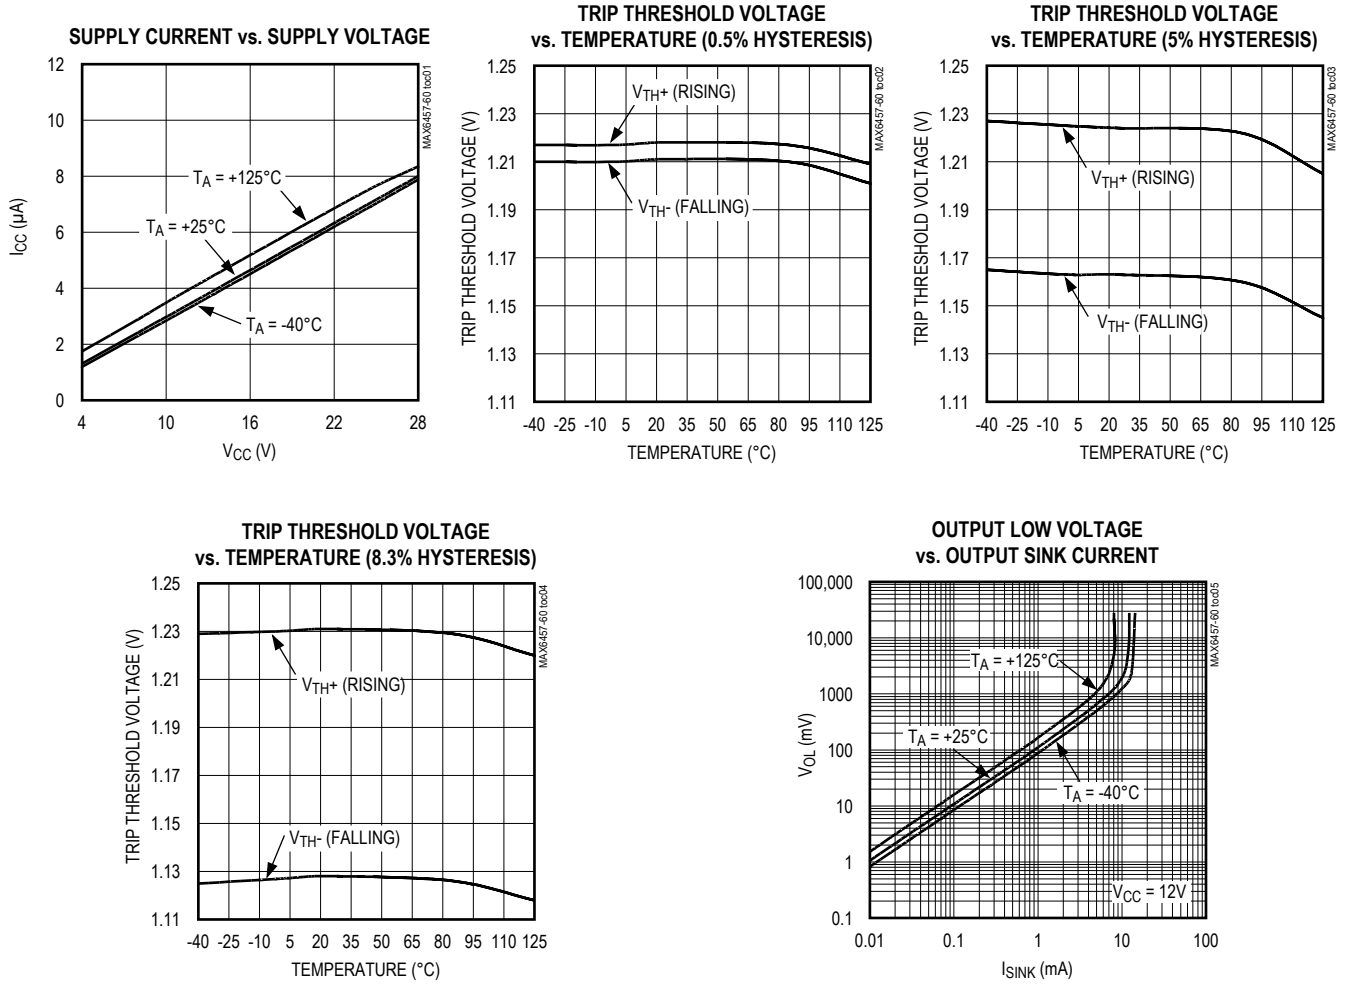 SUPPLY CURRENT vs. SUPPLY VOLTAGE
12
10
8
6
4
2
0
ICC (µA)
TA = +125°C
TA = +25°C
TA = -40°C
4 10 16 22 28
VCC (V)
MAX6457-60 toc01
TRIP THRESHOLD VOLTAGE
vs. TEMPERATURE (0.5% HYSTERESIS)
1.25
1.23
1.21
1.19
1.17
1.15
1.13
1.11
TRIP THRESHOLD VOLTAGE (V)
VTH+ (RISING)
VTH- (FALLING)
-40 -25 -10 5 20 35 50 65 80 95 110 125
TEMPERATURE (°C)
MAX6457-60 toc02
TRIP THRESHOLD VOLTAGE
vs. TEMPERATURE (5% HYSTERESIS)
1.25
1.23
1.21
1.19
1.17
1.15
1.13
1.11
TRIP THRESHOLD VOLTAGE (V)
VTH+ (RISING)
VTH- (FALLING)
-40 -25 -10 5 20 35 50 65 80 95 110 125
TEMPERATURE (°C)
MAX6457-60 toc03
TRIP THRESHOLD VOLTAGE
vs. TEMPERATURE (8.3% HYSTERESIS)
1.25
1.23
1.21
1.19
1.17
1.15
1.13
1.11
TRIP THRESHOLD VOLTAGE (V)
VTH+ (RISING)
VTH- (FALLING)
-40 -25 -10 5 20 35 50 65 80 95 110 125
TEMPERATURE (°C)
MAX6457-60 toc04
OUTPUT LOW VOLTAGE
vs. OUTPUT SINK CURRENT
100,000
10,000
1000
100
10
1
0.1
VOL (mV)
TA = +125°C
TA = +25°C
TA = -40°C
VCC = 12V
0.01 0.1 1 10 100
ISINK (mA)
MAX6457-60 toc05